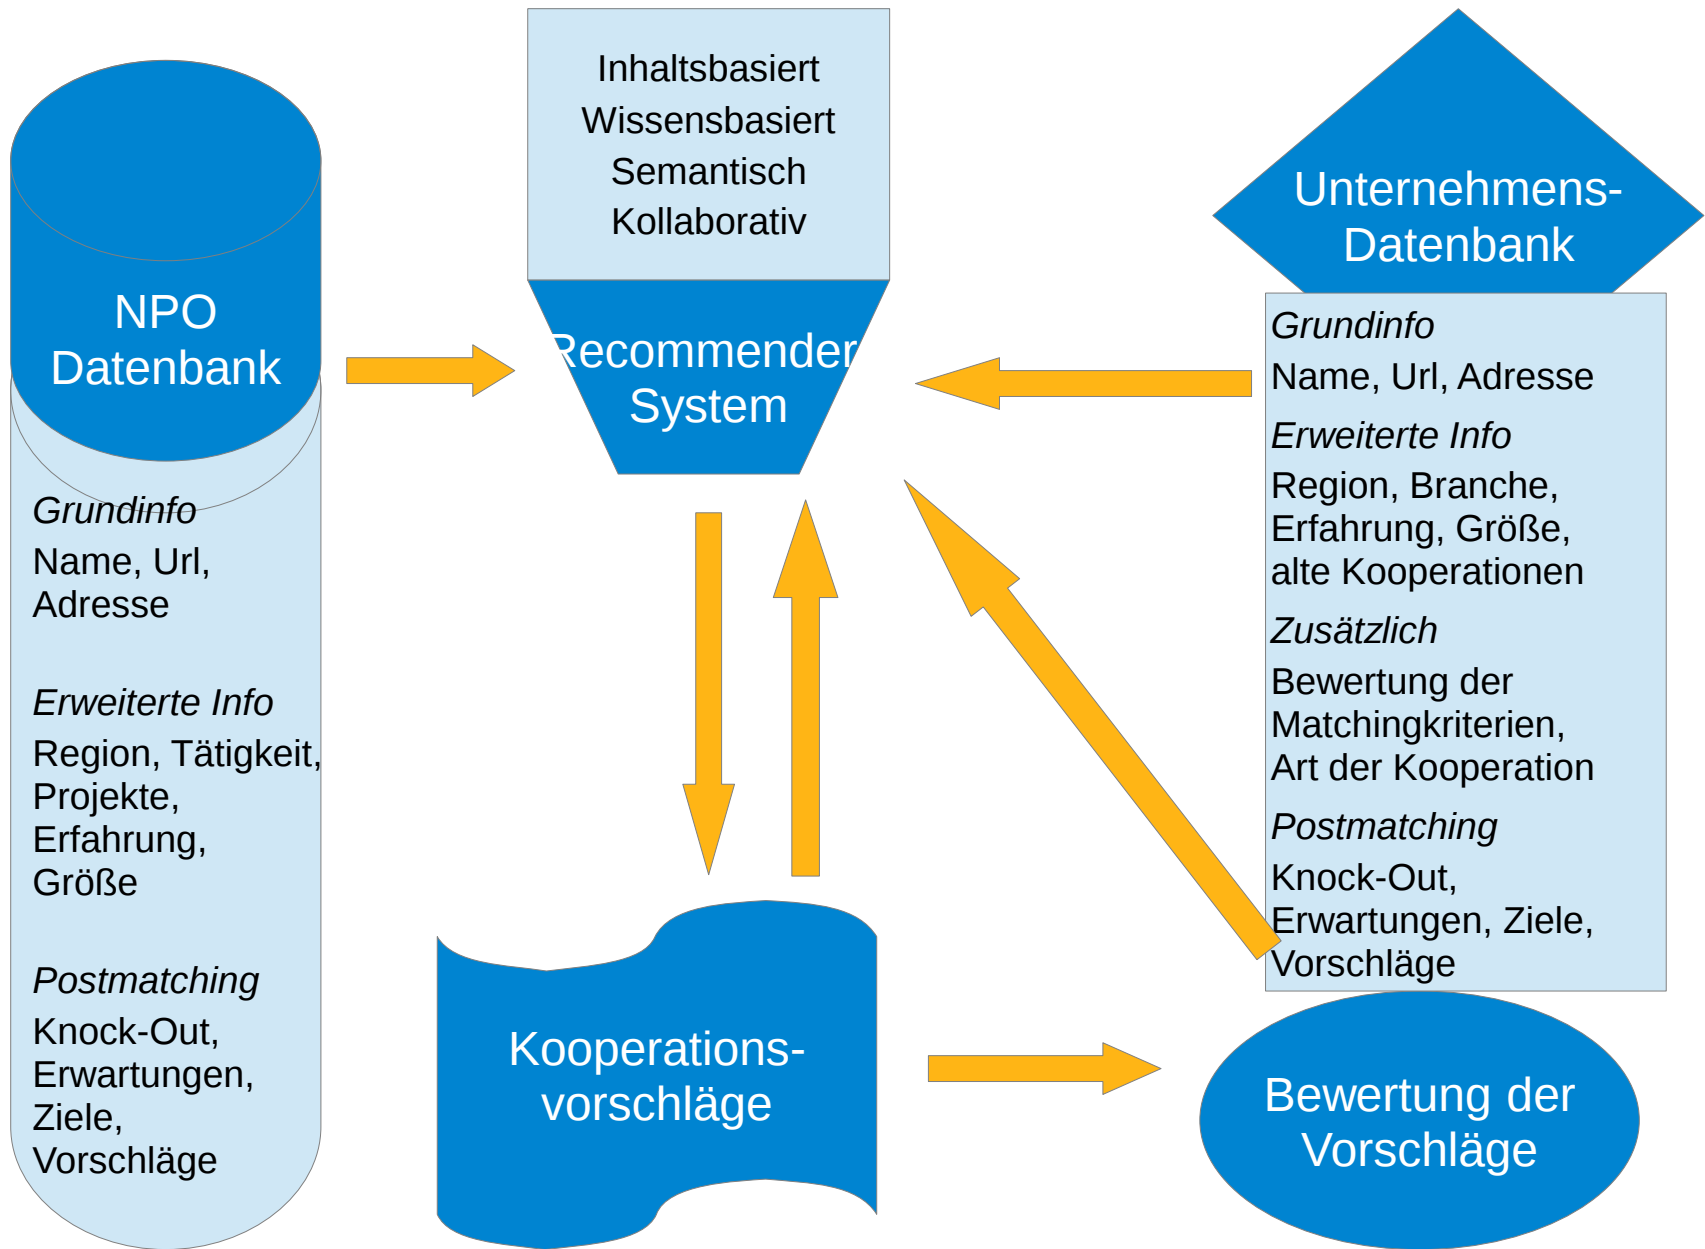 NPO
Datenbank
Grundinfo
Name, Url,
Adresse
Erweiterte Info
Region, Tätigkeit,
Projekte,
Erfahrung,
Größe
Postmatching
Knock-Out,
Erwartungen,
Ziele,
Vorschläge
Inhaltsbasiert
Wissensbasiert
Semantisch
Kollaborativ
Recommender
System
Kooperations-
vorschläge
Unternehmens-
Datenbank
Grundinfo
Name, Url, Adresse
Erweiterte Info
Region, Branche,
Erfahrung, Größe,
alte Kooperationen
Zusätzlich
Bewertung der
Matchingkriterien,
Art der Kooperation
Postmatching
Knock-Out,
Erwartungen, Ziele,
Vorschläge
Bewertung der
Vorschläge